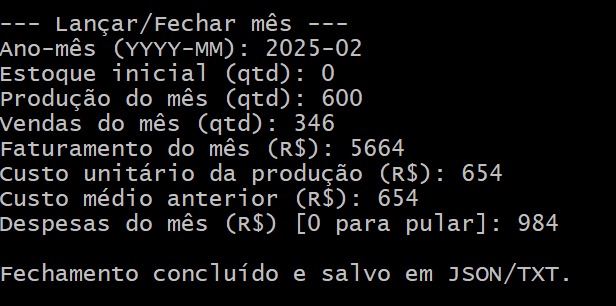 --- Lançar/Fechar mês ---
Ano-mês (YYYY-MM): 2025-02
Estoque inicial (qtd): 0
Produção do mês (qtd): 600
Vendas do mês (qtd): 346
Faturamento do mês (R$): 5664
Custo unitário da produção (R$): 654
Custo médio anterior (R$): 654
Despesas do mês (R$) [0 para pular]: 984
Fechamento concluído e salvo em JSON/TXT.